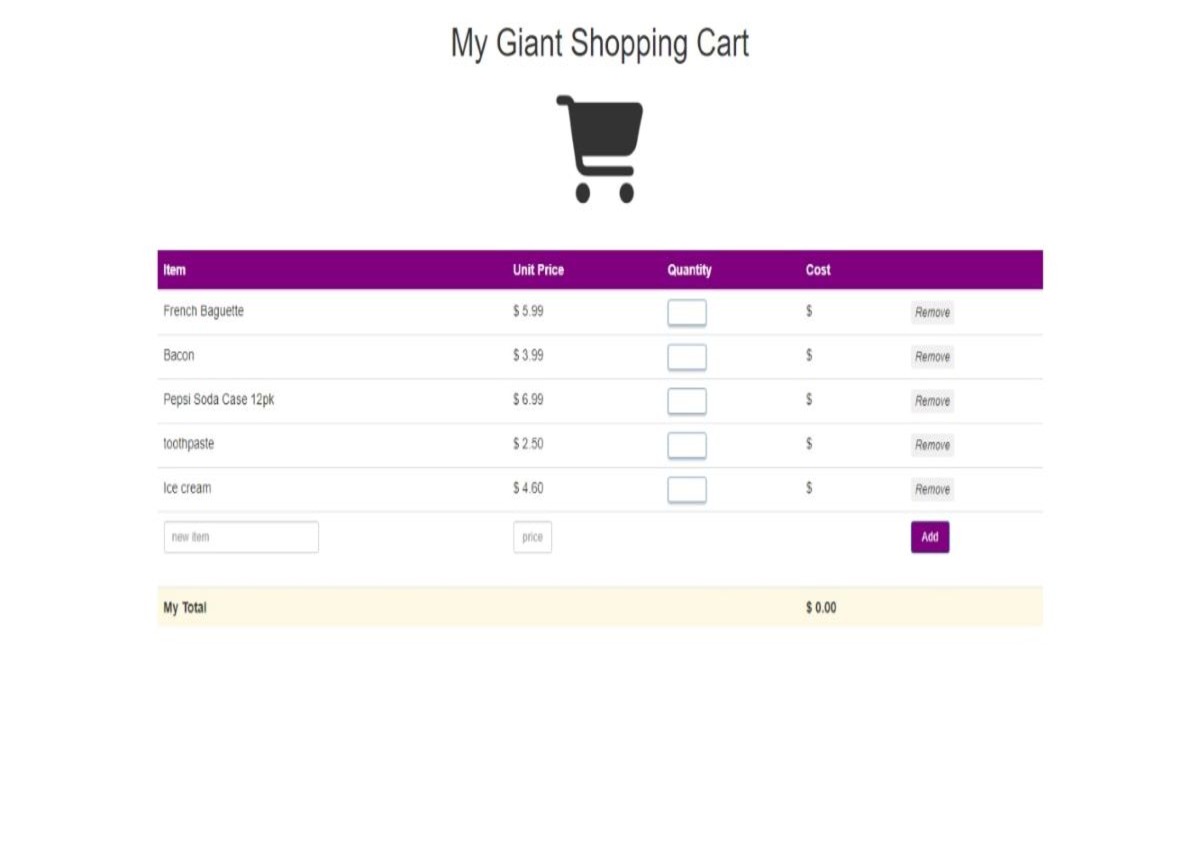 My Giant Shopping Cart
Item Unit Price Quantity Cost
French Baguette $ 5.99 $ Remove
Bacon $ 3.99 $ Remove
Pepsi Soda Case 12pk $ 6.99 $ Remove
toothpaste $ 2.50 $ Remove
Ice cream $ 4.60 $ Remove
new item price Add
My Total $ 0.00